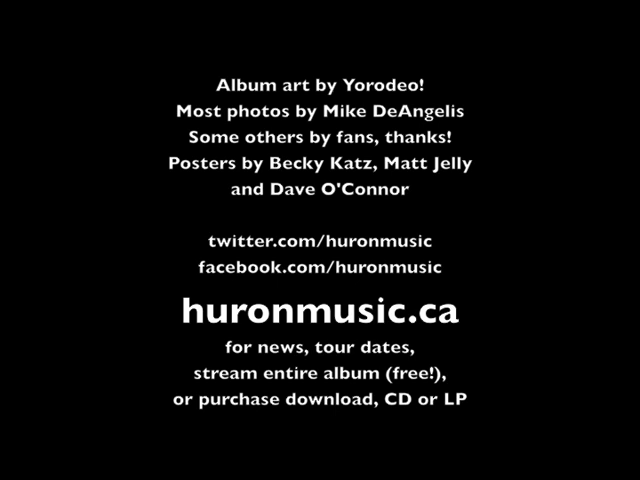 Album art by Yorodeo!
Most photos by Mike DeAngelis
Some others by fans, thanks!
Posters by Becky Katz, Matt Jelly
and Dave O'Connor
twitter.com/huronmusic
facebook.com/huronmusic
huronmusic.ca
for news, tour dates,
stream entire album (free!),
or purchase download, CD or LP